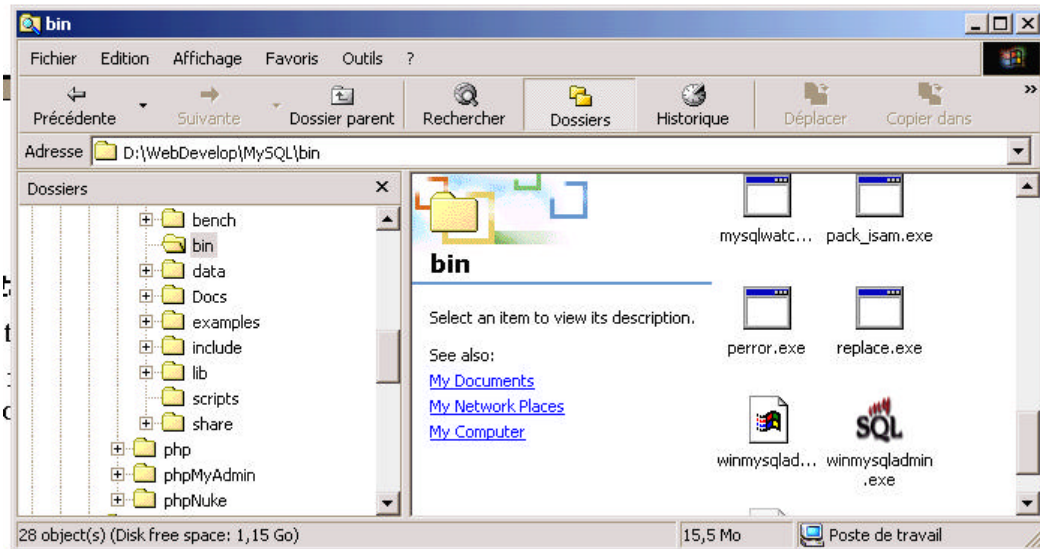 bin
Fichier Edition Affichage Favoris Outils ?
Précédente Suivante Dossier parent Rechercher Dossiers Historique Déplacer Copier dans »
Adresse D:\WebDevelop\MySQL\bin
Dossiers
bench
bin
data
Docs
examples
include
lib
scripts
share
php
phpMyAdmin
phpNuke
bin
Select an item to view its description.
See also:
My Documents
My Network Places
My Computer
mysqlwatc... pack_isam.exe
perror.exe replace.exe
my
SQL
winmysqlad... winmysqladmin
.exe
28 object(s) (Disk free space: 1,15 Go) 15,5 Mo Poste de travail